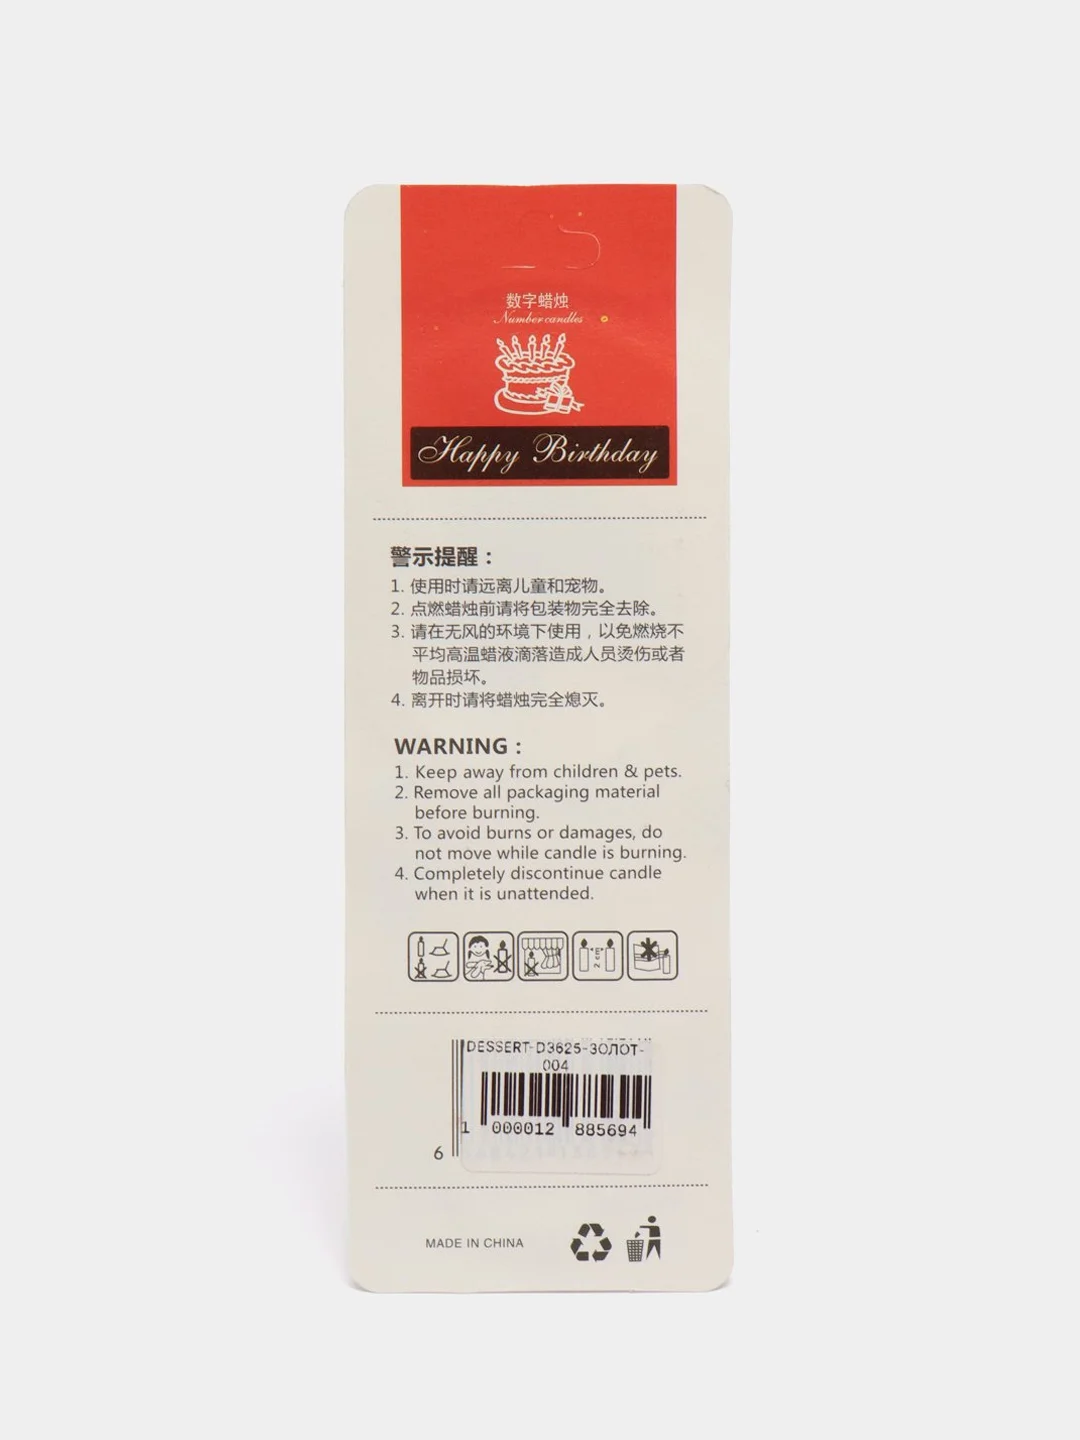 数字蜡烛
Number candles
Happy Birthday
警示提醒：
1. 使用时请远离儿童和宠物。
2. 点燃蜡烛前请将包装物完全去除。
3. 请在无风的环境下使用，以免燃烧不
平均高温蜡液滴落造成人员烫伤或者
物品损坏。
4. 离开时请将蜡烛完全熄灭。
WARNING :
1. Keep away from children & pets.
2. Remove all packaging material
before burning.
3. To avoid burns or damages, do
not move while candle is burning.
4. Completely discontinue candle
when it is unattended.
2 cm
DESSERT-D3625-ЗОЛОТ-
004
1 000012 885694
6
MADE IN CHINA